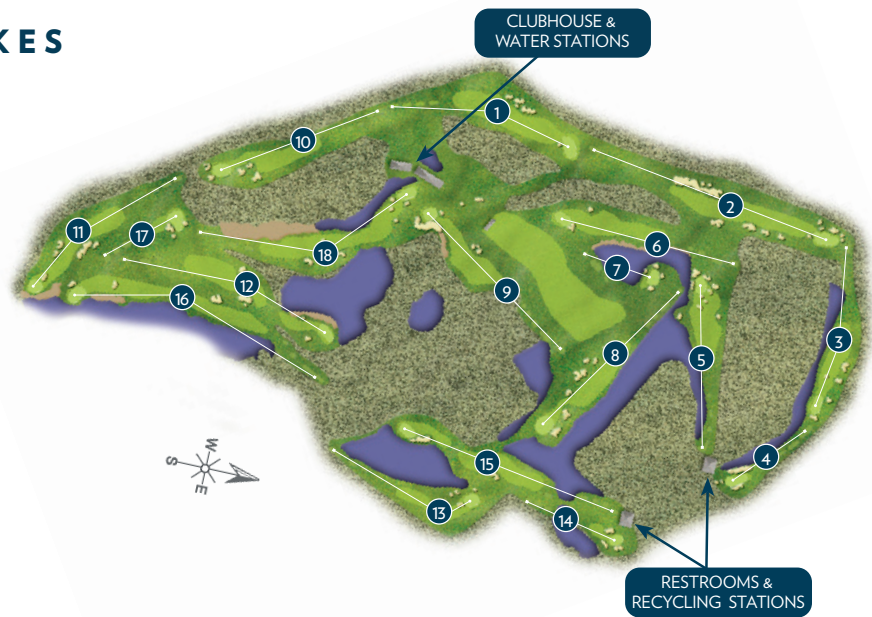 KES
CLUBHOUSE &
WATER STATIONS
1
10
2
11
17
6
18
7
12
9
16
3
8
5
4
15
13
14
W
S
E
RESTROOMS &
RECYCLING STATIONS